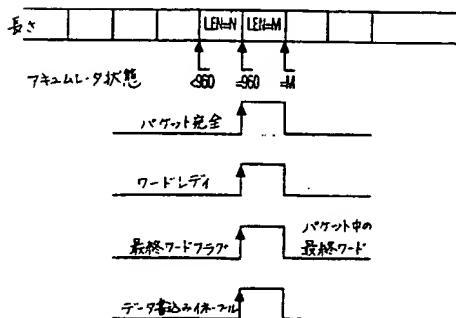 長さ
LEN=N LEN=M
アキュムレータ状態 <960 =960 =M
パケット完全
ワードレディ
最終ワードフラグ
パケット中の
最終ワード
データ書込みイネーブル